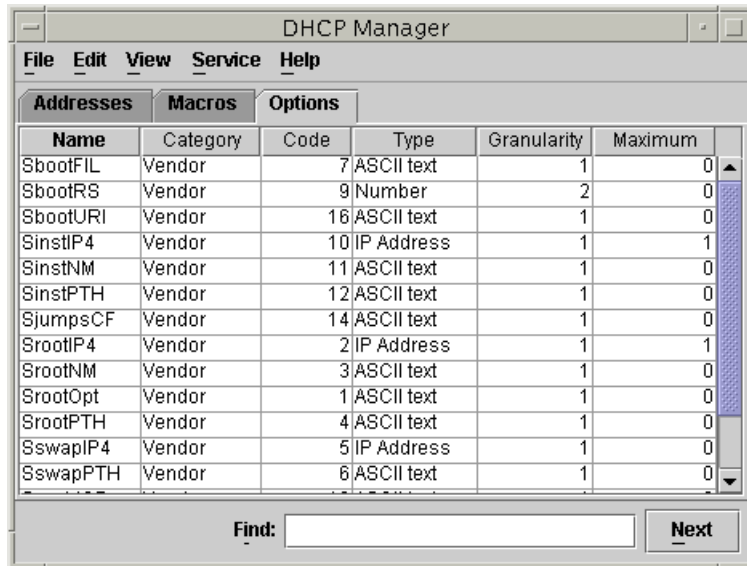 DHCP Manager
File Edit View Service Help
Addresses Macros Options
Name Category Code Type Granularity Maximum
SbootFIL Vendor 7 ASCII text 1 0
SbootRS Vendor 9 Number 2 0
SbootURI Vendor 16 ASCII text 1 0
SinstIP4 Vendor 10 IP Address 1 1
SinstNM Vendor 11 ASCII text 1 0
SinstPTH Vendor 12 ASCII text 1 0
SjumpsCF Vendor 14 ASCII text 1 0
SrootIP4 Vendor 2 IP Address 1 1
SrootNM Vendor 3 ASCII text 1 0
SrootOpt Vendor 1 ASCII text 1 0
SrootPTH Vendor 4 ASCII text 1 0
SswapIP4 Vendor 5 IP Address 1 0
SswapPTH Vendor 6 ASCII text 1 0
Find: Next